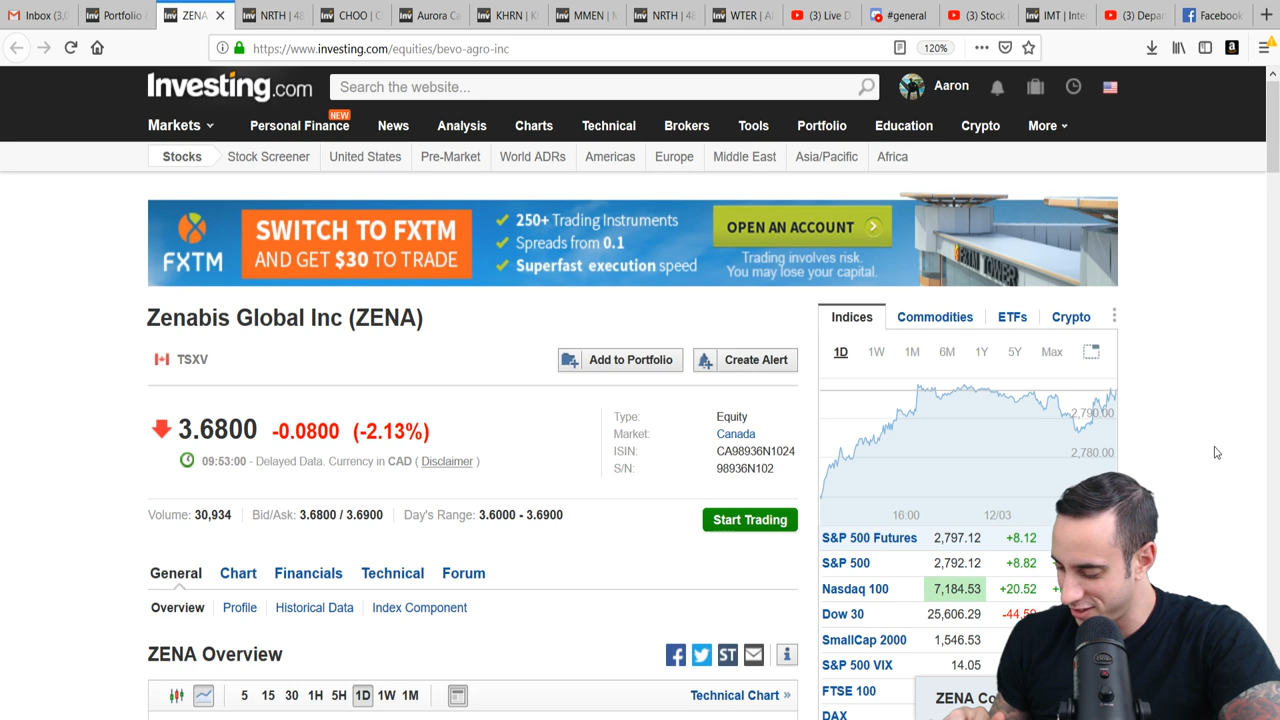 Inbox (3,0
Portfolio
ZENA
NRTH | 48
CHOO | C
Aurora Ca
KHRN | K
MMEN | M
NRTH | 48
WTER | Al
(3) Live D
#general
(3) Stock
IMT | Inte
(3) Depar
Facebook
https://www.investing.com/equities/bevo-agro-inc
120%
Investing.com
Search the website...
Aaron
NEW
Markets
Personal Finance
News
Analysis
Charts
Technical
Brokers
Tools
Portfolio
Education
Crypto
More
Stocks
Stock Screener
United States
Pre-Market
World ADRs
Americas
Europe
Middle East
Asia/Pacific
Africa
FXTM
SWITCH TO FXTM
AND GET $30 TO TRADE
250+ Trading Instruments
Spreads from 0.1
Superfast execution speed
OPEN AN ACCOUNT
Trading involves risk.
You may lose your capital.
FXTM TOWER
Zenabis Global Inc (ZENA)
TSXV
Add to Portfolio
Create Alert
3.6800 -0.0800 (-2.13%)
09:53:00 - Delayed Data. Currency in CAD ( Disclaimer )
Type: Equity
Market: Canada
ISIN: CA98936N1024
S/N: 98936N102
Volume: 30,934
Bid/Ask: 3.6800 / 3.6900
Day's Range: 3.6000 - 3.6900
Start Trading
General
Chart
Financials
Technical
Forum
Overview
Profile
Historical Data
Index Component
ZENA Overview
ST
5 15 30 1H 5H 1D 1W 1M
Technical Chart »
Indices
Commodities
ETFs
Crypto
1D 1W 1M 6M 1Y 5Y Max
2,790.00
2,780.00
16:00 12/03
S&P 500 Futures 2,797.12 +8.12
S&P 500 2,792.12 +8.82
Nasdaq 100 7,184.53 +20.52
Dow 30 25,606.29 -44.59
SmallCap 2000 1,546.53
S&P 500 VIX 14.05
FTSE 100
DAX
ZENA Co